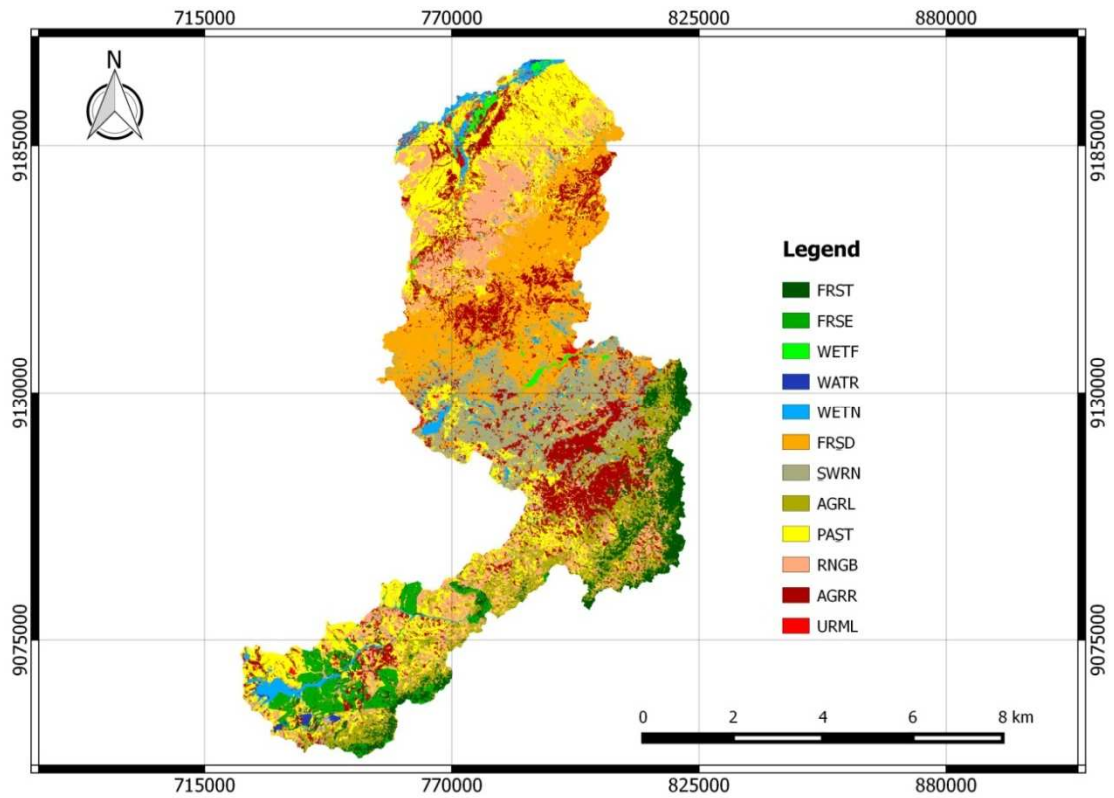 715000 770000 825000 880000
N
9185000 9185000
Legend
FRST
FRSE
WETF
WATR
9130000 9130000
WETN
FRSD
SWRN
AGRL
PAST
RNGB
AGRR
URML
9075000 9075000
0 2 4 6 8 km
715000 770000 825000 880000